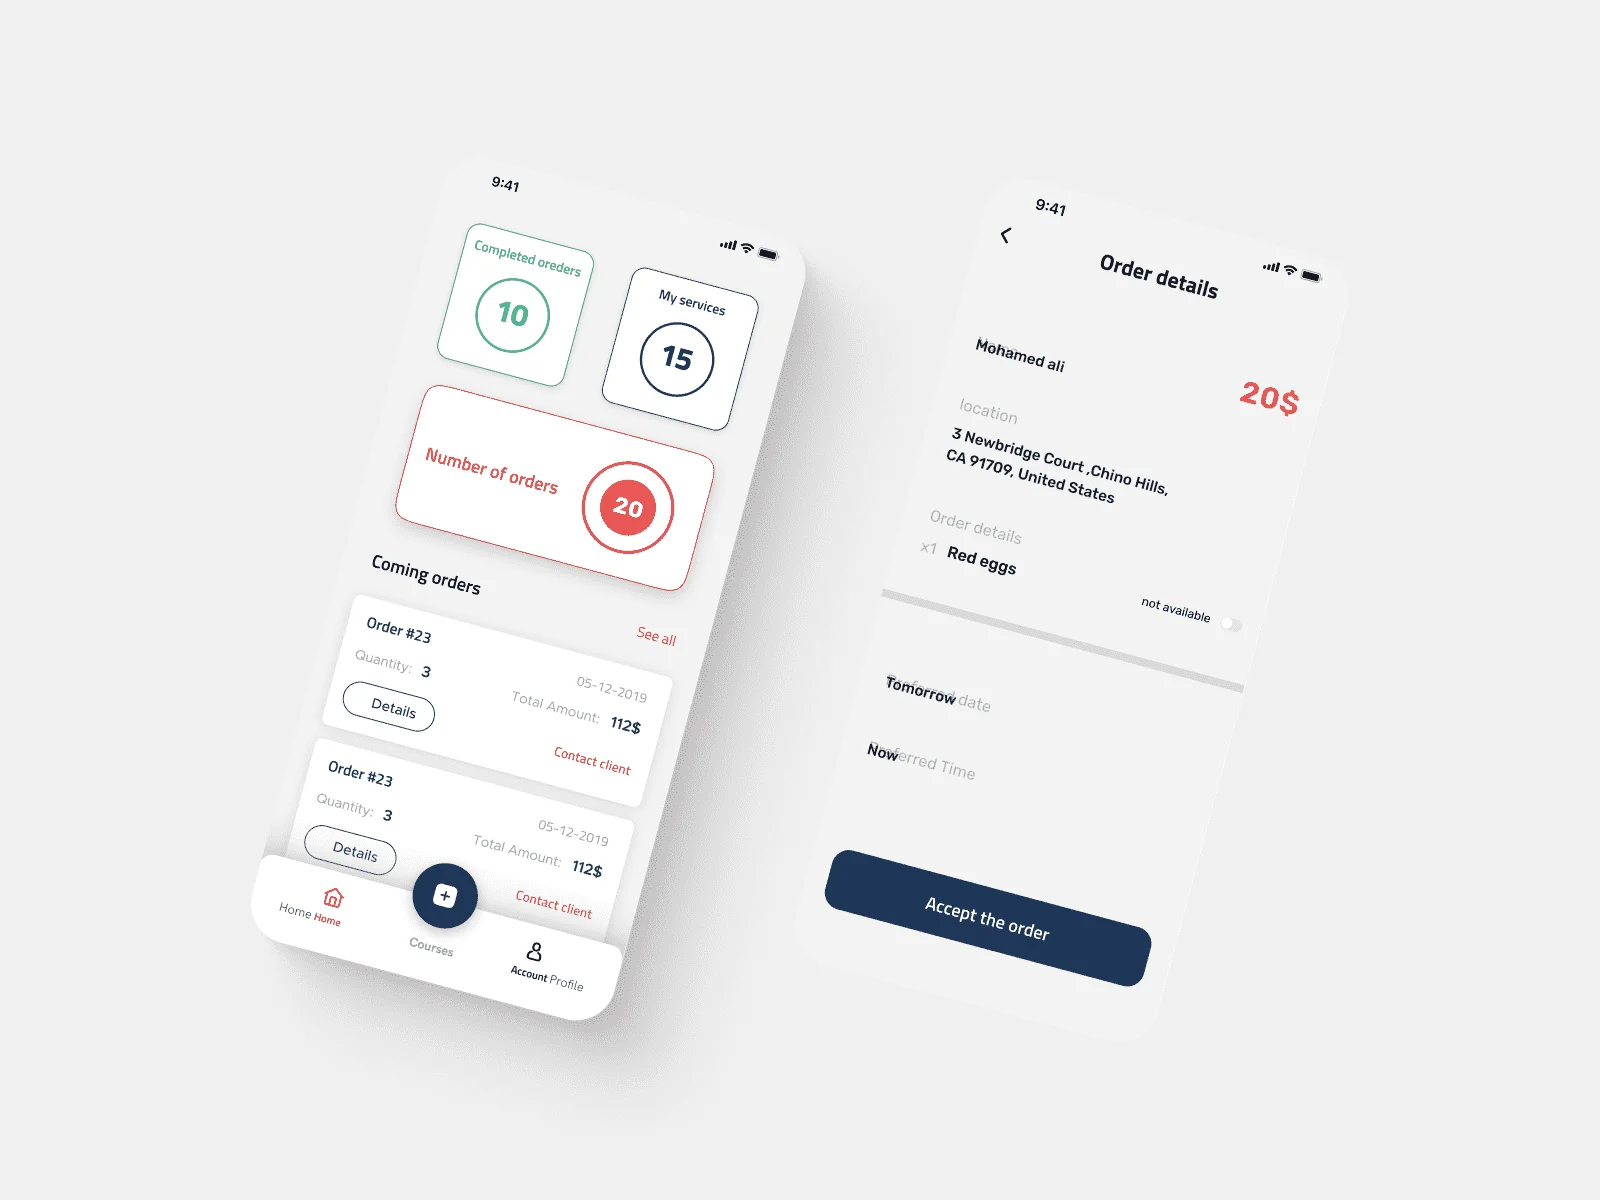 9:41
Completed oreders
10
My services
15
Number of orders
20
Coming orders
See all
Order #23
05-12-2019
Quantity: 3
Total Amount: 112$
Details
Contact client
Order #23
05-12-2019
Quantity: 3
Total Amount: 112$
Details
Contact client
Home Home
Courses
Account Profile
9:41
Order details
Name
Mohamed ali
20$
location
3 Newbridge Court ,Chino Hills,
CA 91709, United States
Order details
x1 Red eggs
not available
Preferred date
Tomorrow
Preferred Time
Now
Accept the order